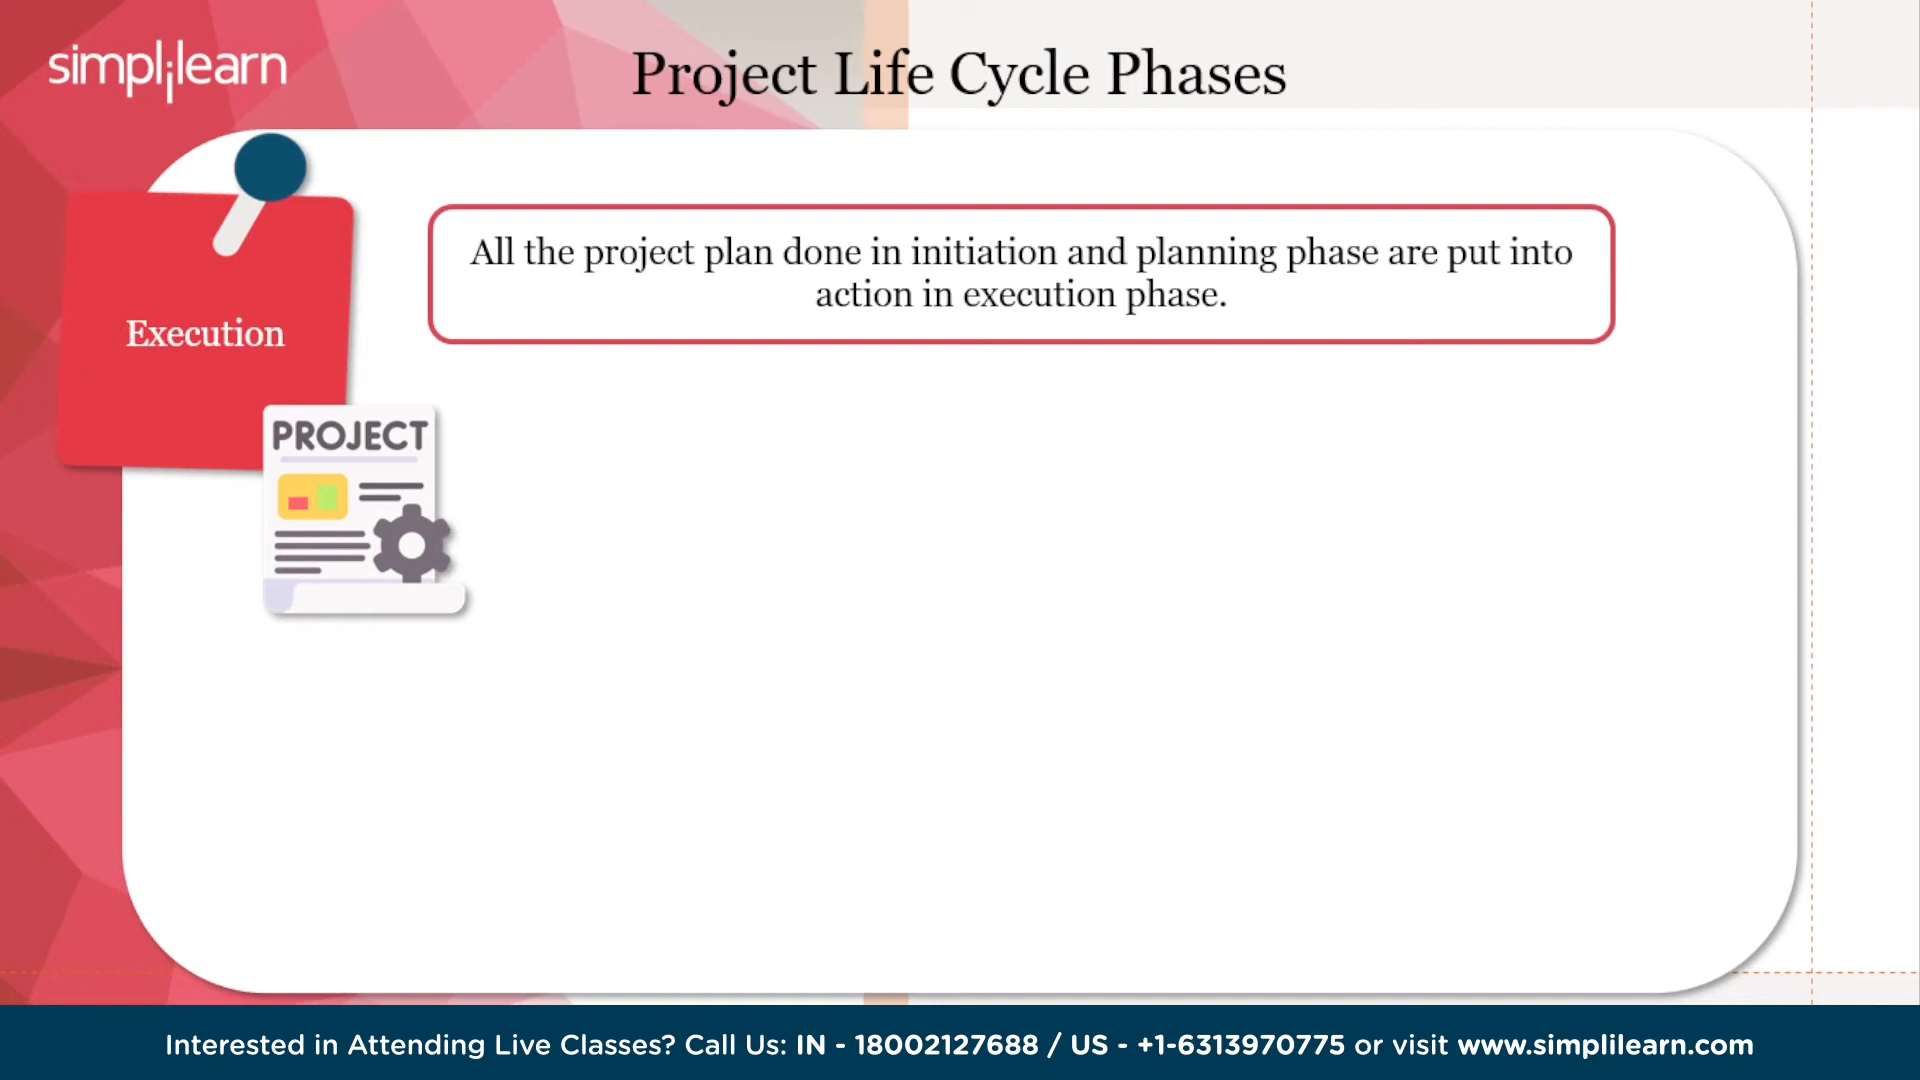 simplilearn
Project Life Cycle Phases
All the project plan done in initiation and planning phase are put into
action in execution phase.
Execution
PROJECT
Interested in Attending Live Classes? Call Us: IN - 18002127688 / US - +1-6313970775 or visit www.simplilearn.com